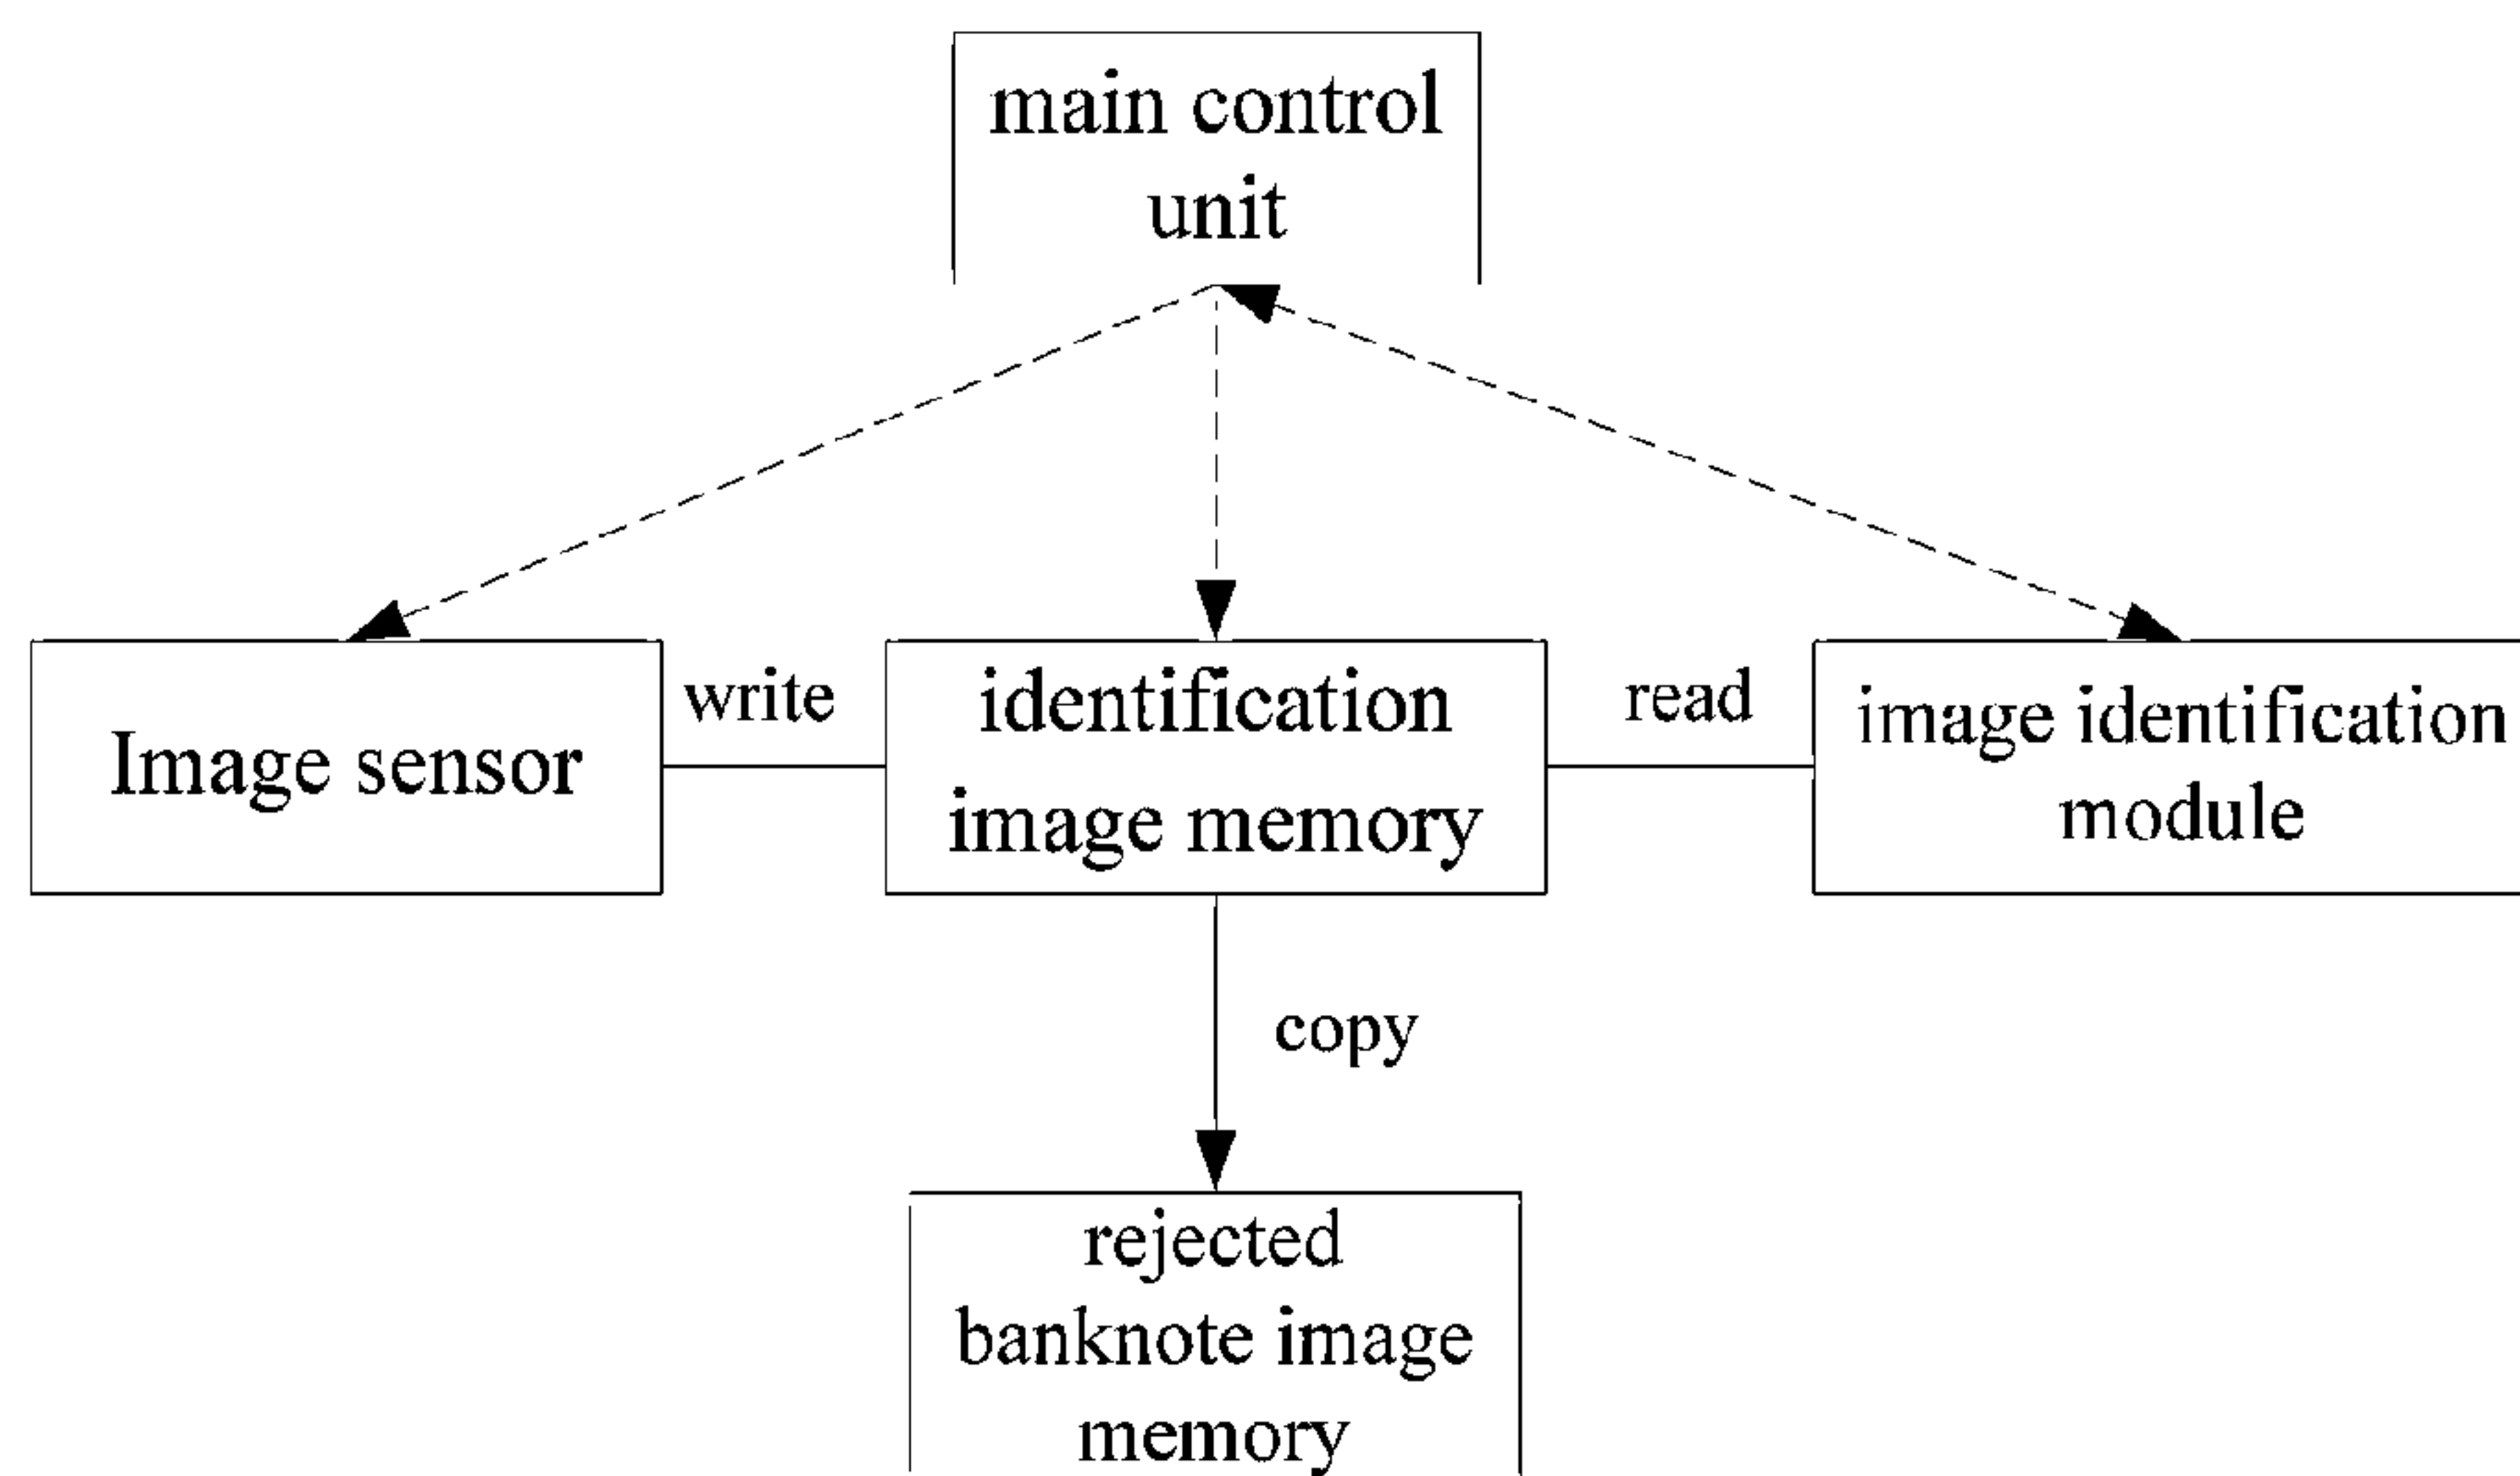 main control
unit
write
read
Image sensor
identification
image memory
image identification
module
copy
rejected
banknote image
memory